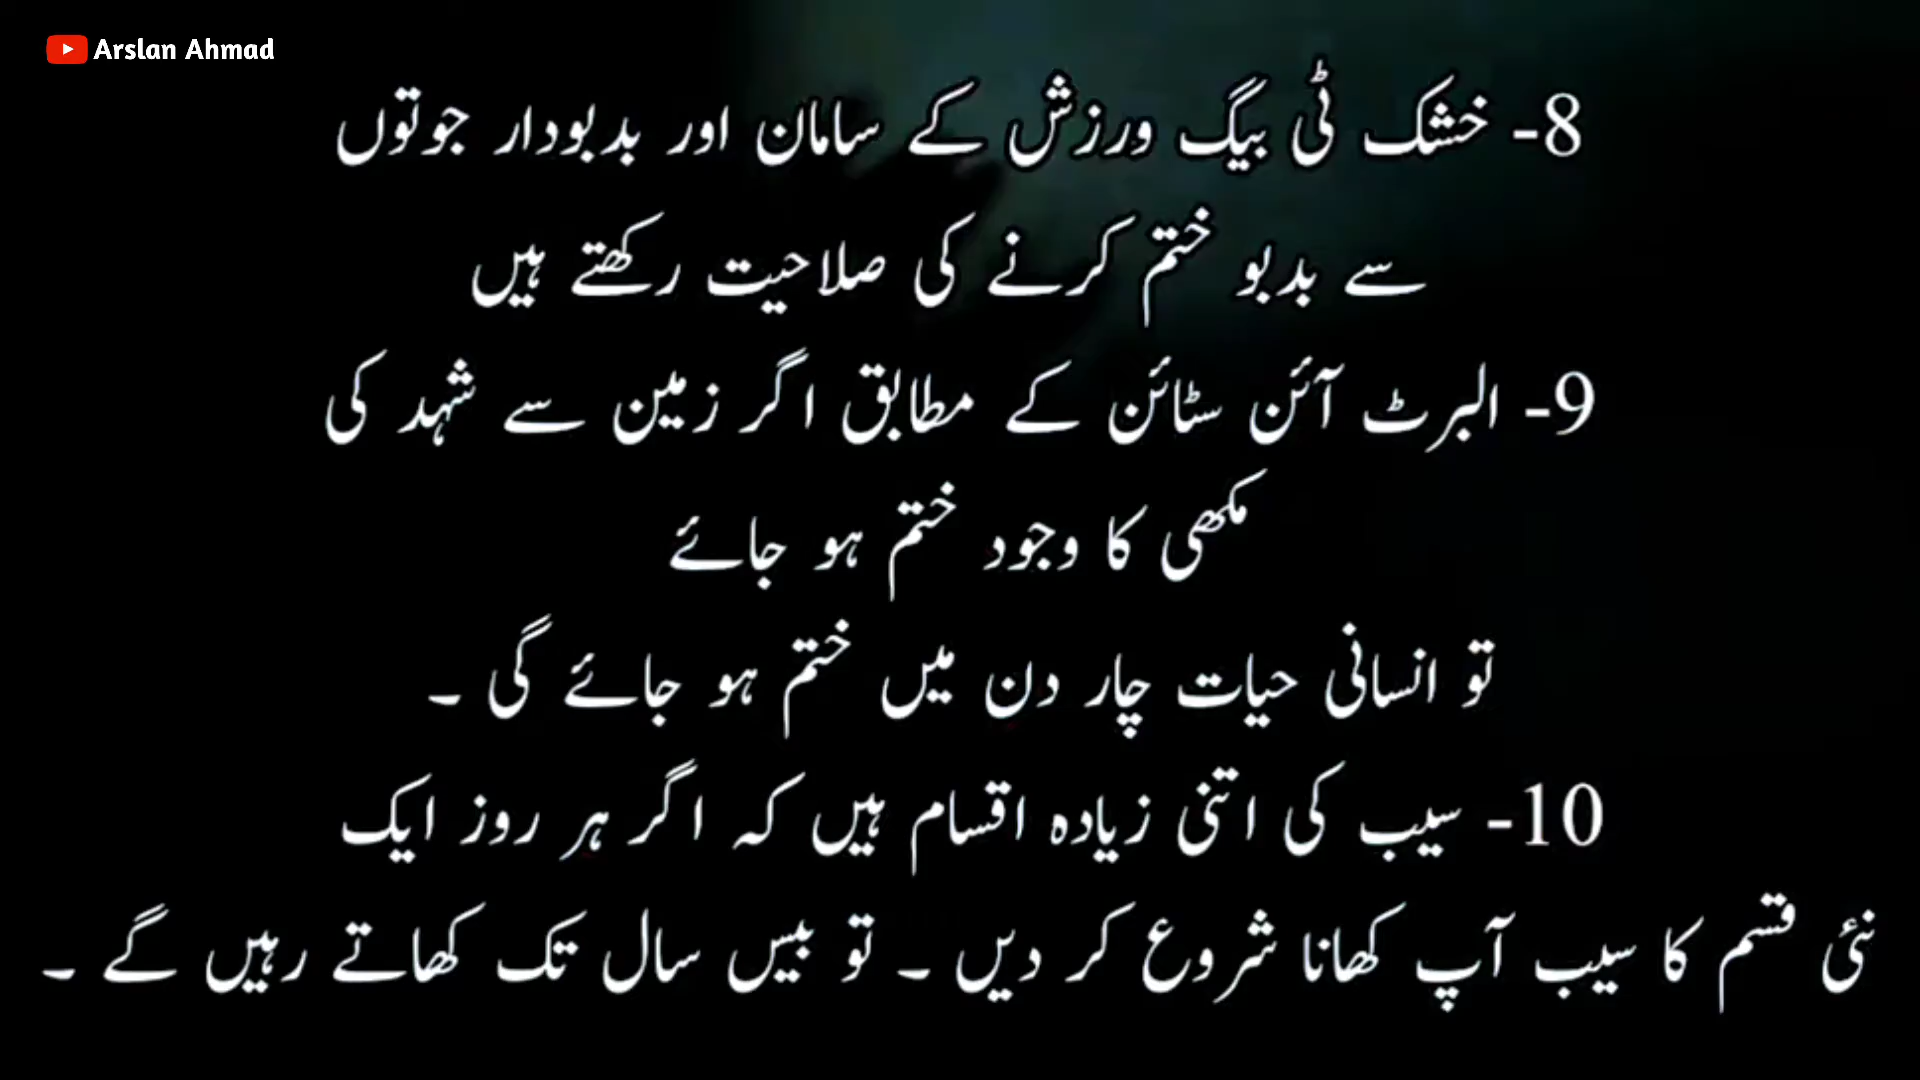 Arslan Ahmad
8- خشک ٹی بیگ ورزش کے سامان اور بدبودار جوتوں
سے بدبو ختم کرنے کی صلاحیت رکھتے ہیں
9- البرٹ آئن سٹائن کے مطابق اگر زمین سے شہد کی
مکھی کا وجود ختم ہو جائے
تو انسانی حیات چار دن میں ختم ہو جائے گی ۔
10- سیب کی اتنی زیادہ اقسام ہیں کہ اگر ہر روز ایک
نئی قسم کا سیب آپ کھانا شروع کر دیں ۔ تو بیس سال تک کھاتے رہیں گے ۔